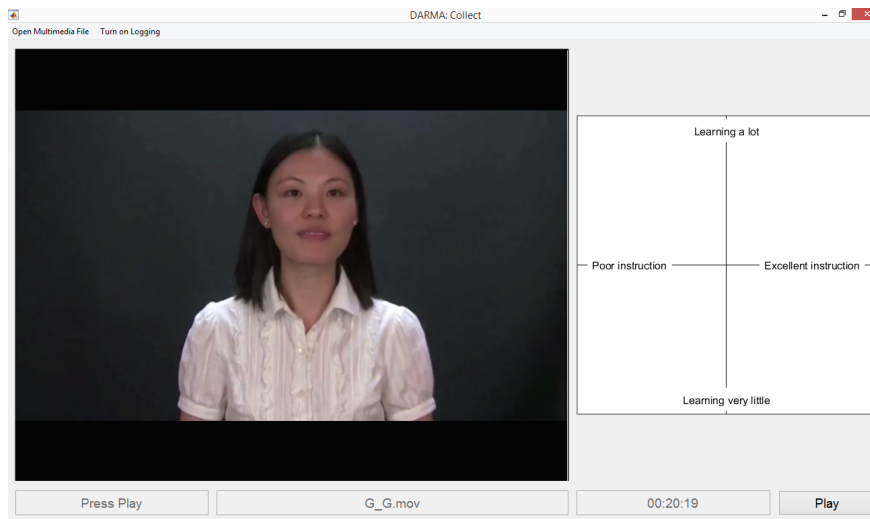 DARMA: Collect
Open Multimedia File Turn on Logging
Learning a lot
Poor instruction Excellent instruction
Learning very little
Press Play G_G.mov 00:20:19 Play